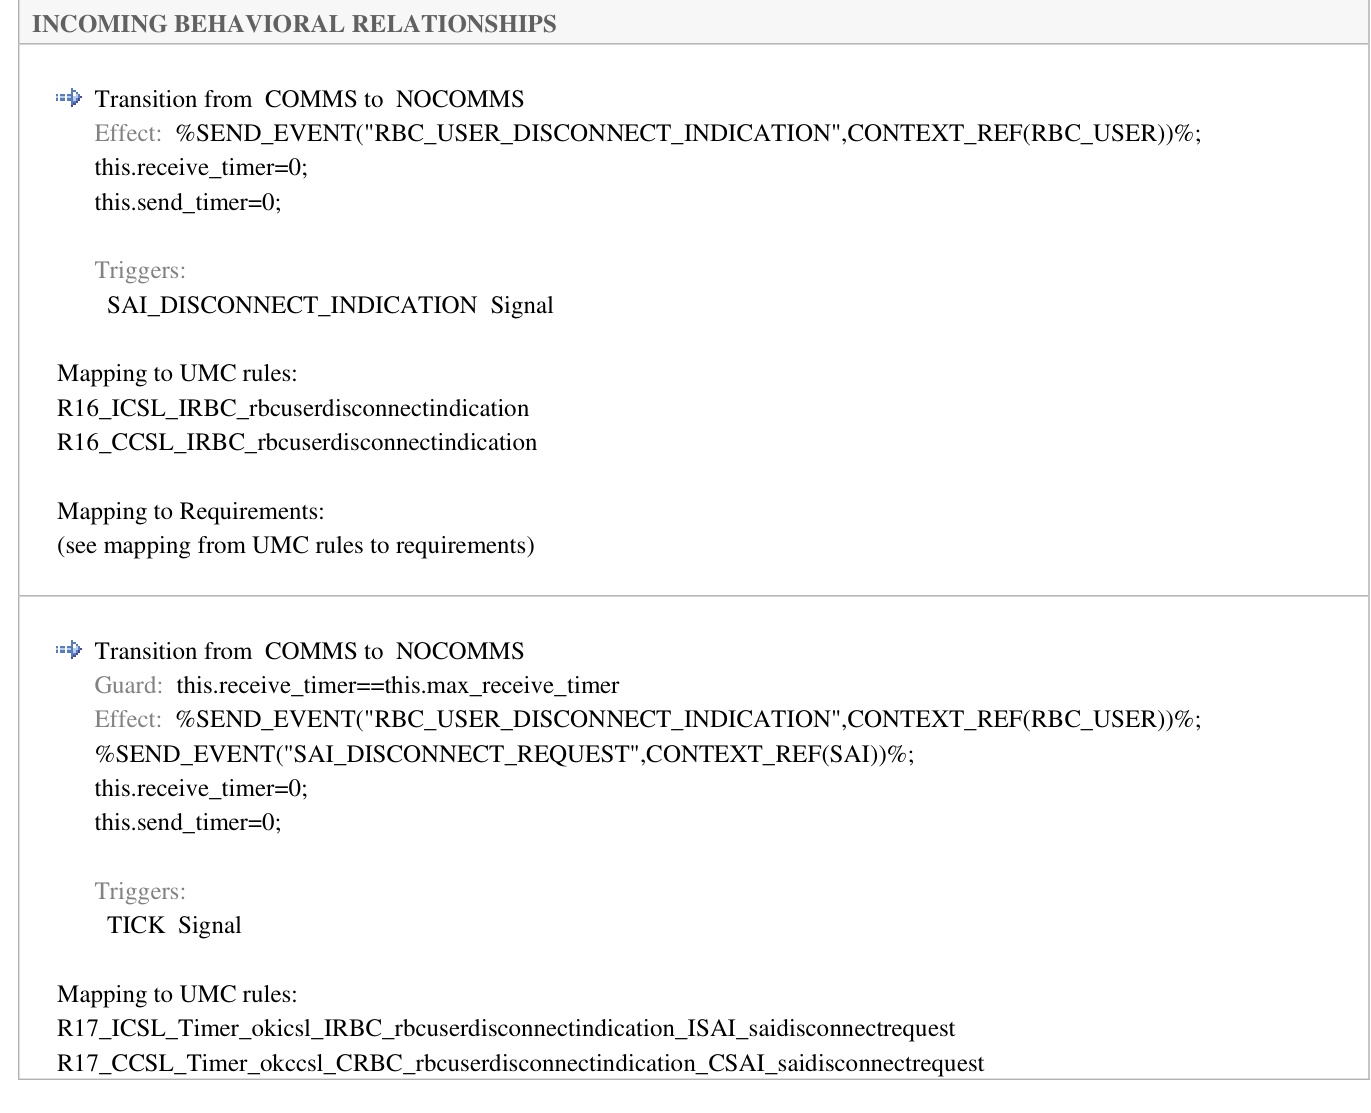 INCOMING BEHAVIORAL RELATIONSHIPS
Transition from COMMS to NOCOMMS
Effect: %SEND_EVENT("RBC_USER_DISCONNECT_INDICATION",CONTEXT_REF(RBC_USER))%;
this.receive_timer=0;
this.send_timer=0;
Triggers:
SAI_DISCONNECT_INDICATION Signal
Mapping to UMC rules:
R16_ICSL_IRBC_rbcuserdisconnectindication
R16_CCSL_IRBC_rbcuserdisconnectindication
Mapping to Requirements:
(see mapping from UMC rules to requirements)
Transition from COMMS to NOCOMMS
Guard: this.receive_timer==this.max_receive_timer
Effect: %SEND_EVENT("RBC_USER_DISCONNECT_INDICATION",CONTEXT_REF(RBC_USER))%;
%SEND_EVENT("SAI_DISCONNECT_REQUEST",CONTEXT_REF(SAI))%;
this.receive_timer=0;
this.send_timer=0;
Triggers:
TICK Signal
Mapping to UMC rules:
R17_ICSL_Timer_okicsl_IRBC_rbcuserdisconnectindication_ISAI_saidisconnectrequest
R17_CCSL_Timer_okccsl_CRBC_rbcuserdisconnectindication_CSAI_saidisconnectrequest